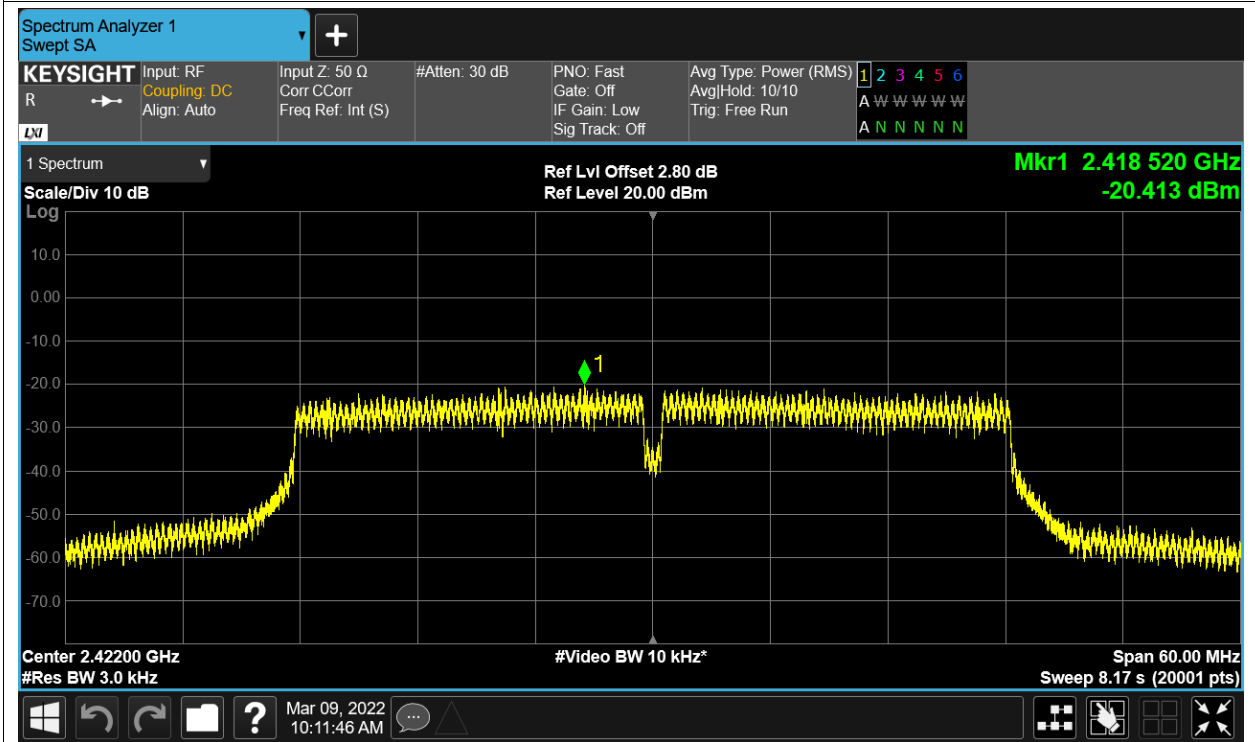 Spectrum Analyzer 1
Swept SA
+
KEYSIGHT
R
LXI
Input: RF
Coupling: DC
Align: Auto
Input Z: 50 Ω
Corr CCorr
Freq Ref: Int (S)
#Atten: 30 dB
PNO: Fast
Gate: Off
IF Gain: Low
Sig Track: Off
Avg Type: Power (RMS)
Avg|Hold: 10/10
Trig: Free Run
1 2 3 4 5 6
A W W W W W
A N N N N N
1 Spectrum
Scale/Div 10 dB
Ref Lvl Offset 2.80 dB
Ref Level 20.00 dBm
Mkr1 2.418 520 GHz
-20.413 dBm
Log
10.0
0.00
-10.0
-20.0
-30.0
-40.0
-50.0
-60.0
-70.0
1
Center 2.42200 GHz
#Res BW 3.0 kHz
#Video BW 10 kHz*
Span 60.00 MHz
Sweep 8.17 s (20001 pts)
?
Mar 09, 2022
10:11:46 AM